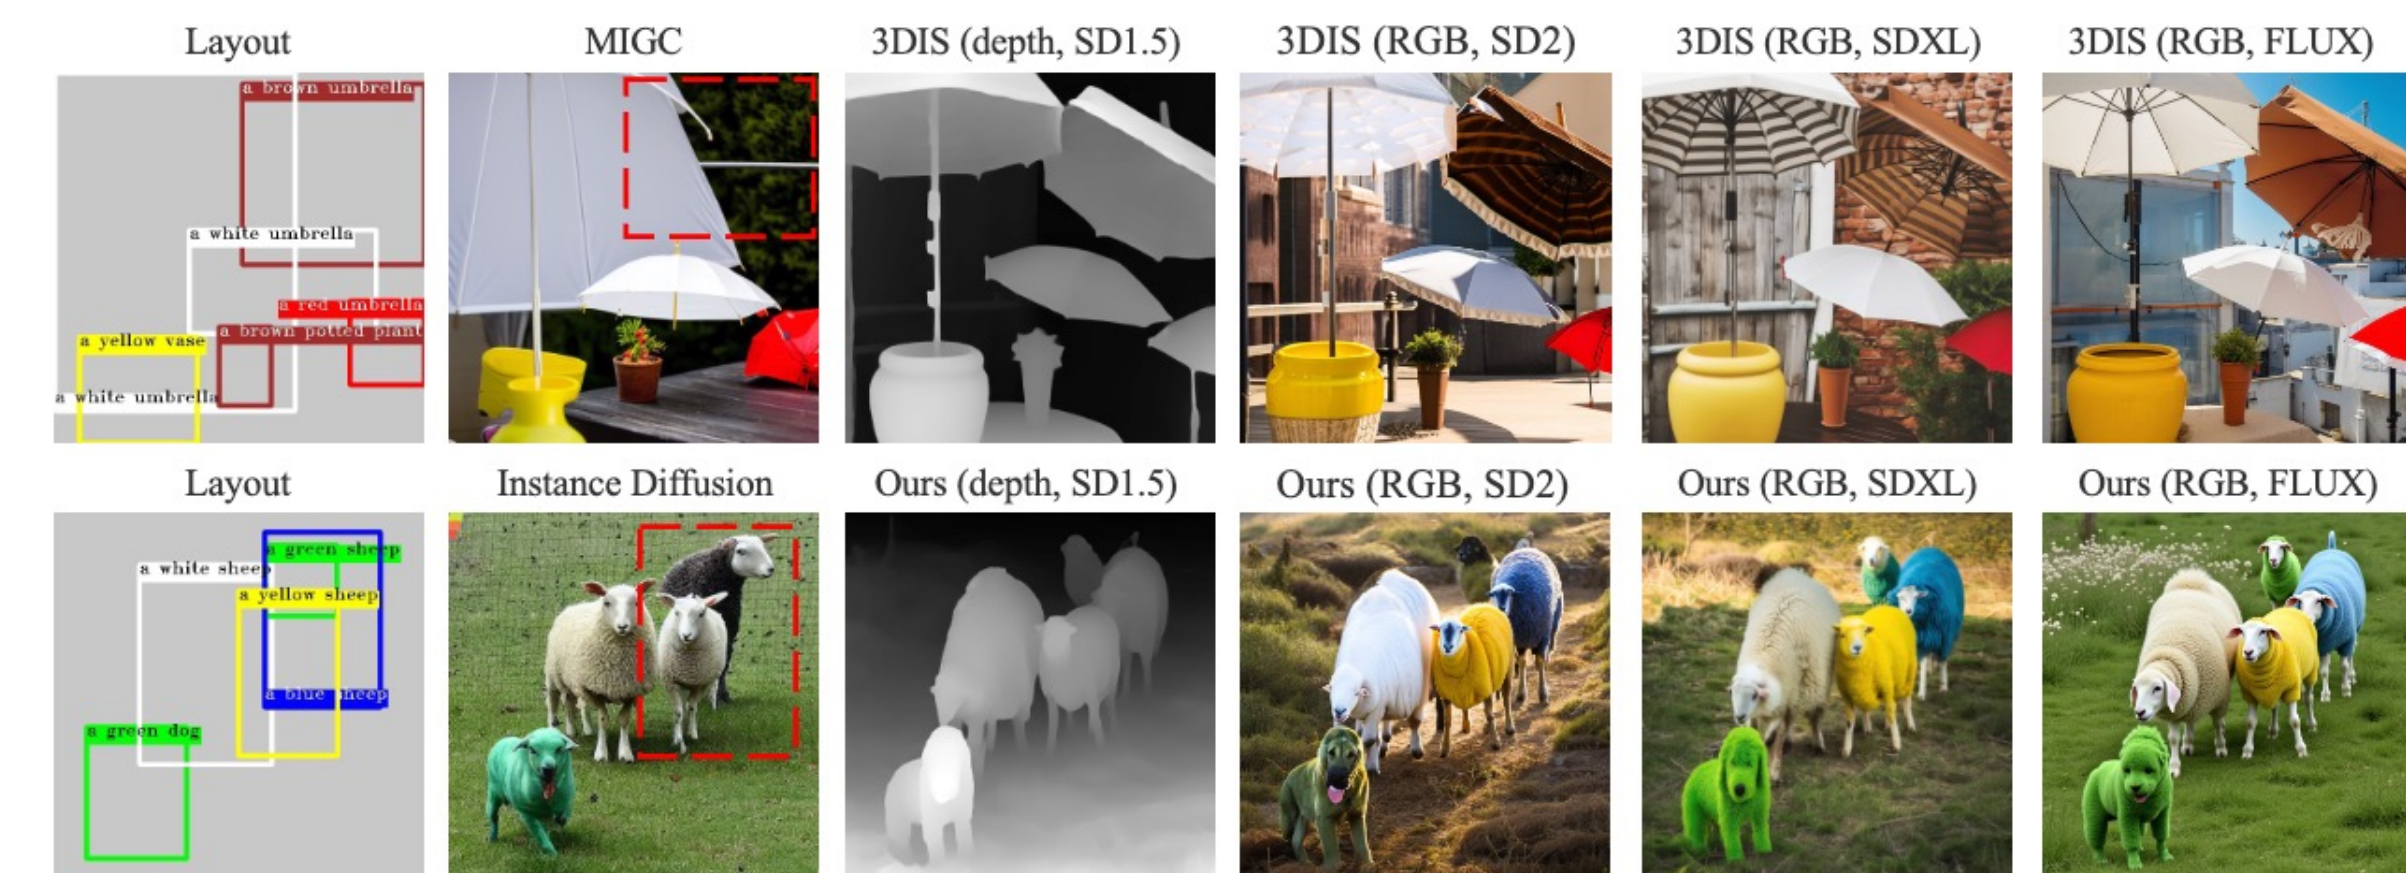 Layout MIGC 3DIS (depth, SD1.5) 3DIS (RGB, SD2) 3DIS (RGB, SDXL) 3DIS (RGB, FLUX)
a brown umbrella
a white umbrella
a red umbrella
a brown potted plant
a yellow vase
a white umbrella
Layout Instance Diffusion Ours (depth, SD1.5) Ours (RGB, SD2) Ours (RGB, SDXL) Ours (RGB, FLUX)
a green sheep
a white sheep
a yellow sheep
a blue sheep
a green dog